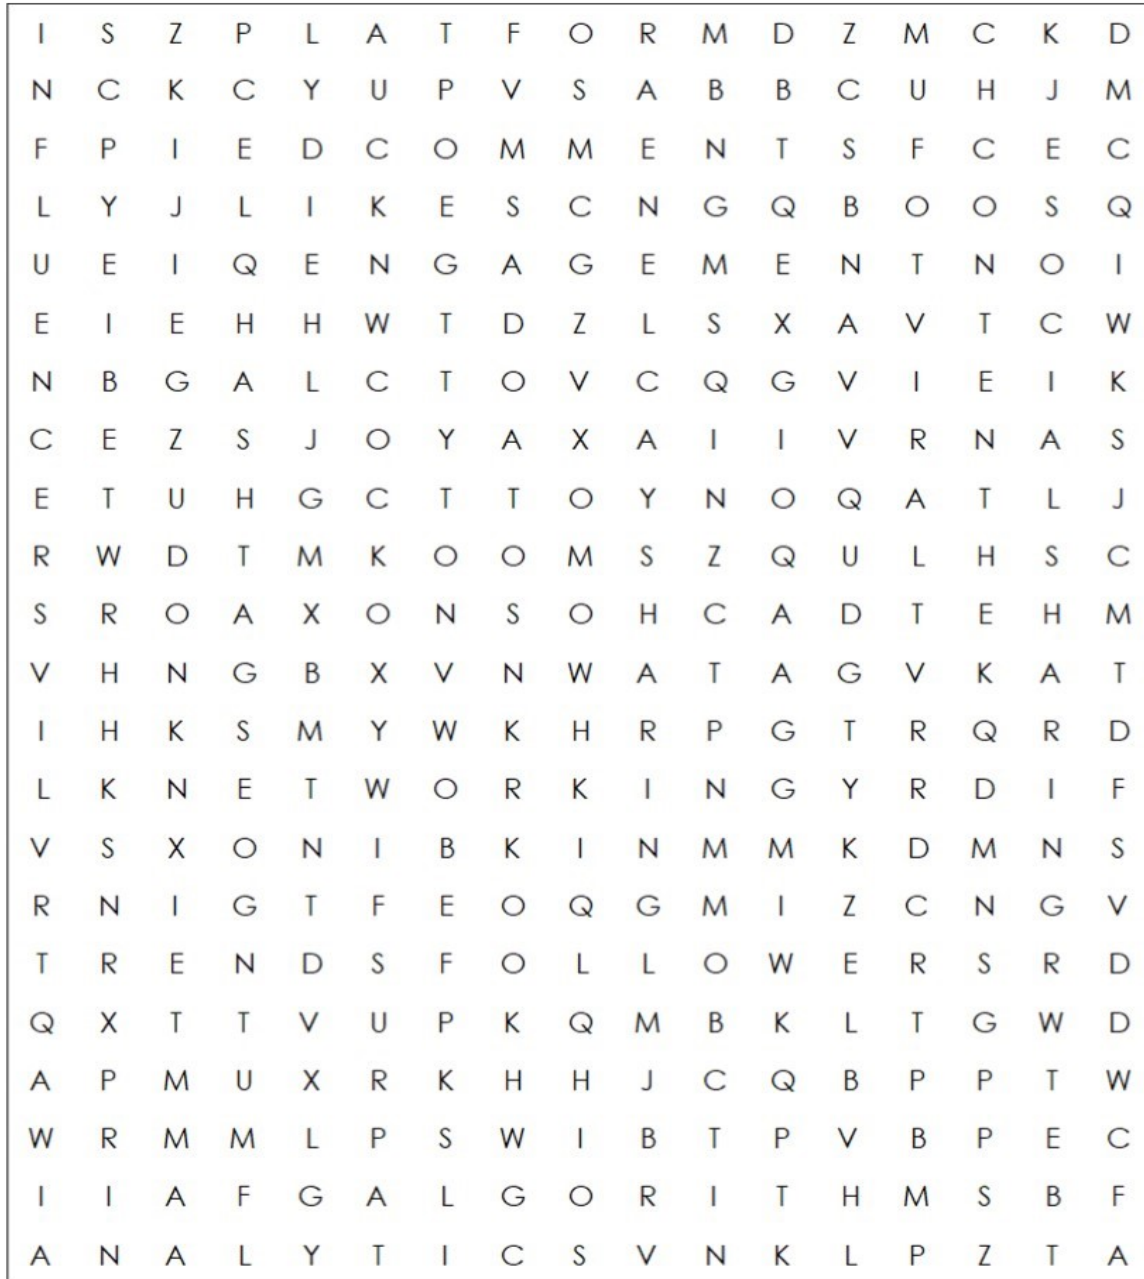 I S Z P L A T F O R M D Z M C K D
N C K C Y U P V S A B B C U H J M
F P I E D C O M M E N T S F C E C
L Y J L I K E S C N G Q B O O S Q
U E I Q E N G A G E M E N T N O I
E I E H H W T D Z L S X A V T C W
N B G A L C T O V C Q G V I E I K
C E Z S J O Y A X A I I V R N A S
E T U H G C T T O Y N O Q A T L J
R W D T M K O O M S Z Q U L H S C
S R O A X O N S O H C A D T E H M
V H N G B X V N W A T A G V K A T
I H K S M Y W K H R P G T R Q R D
L K N E T W O R K I N G Y R D I F
V S X O N I B K I N M M K D M N S
R N I G T F E O Q G M I Z C N G V
T R E N D S F O L L O W E R S R D
Q X T T V U P K Q M B K L T G W D
A P M U X R K H H J C Q B P P T W
W R M M L P S W I B T P V B P E C
I I A F G A L G O R I T H M S B F
A N A L Y T I C S V N K L P Z T A